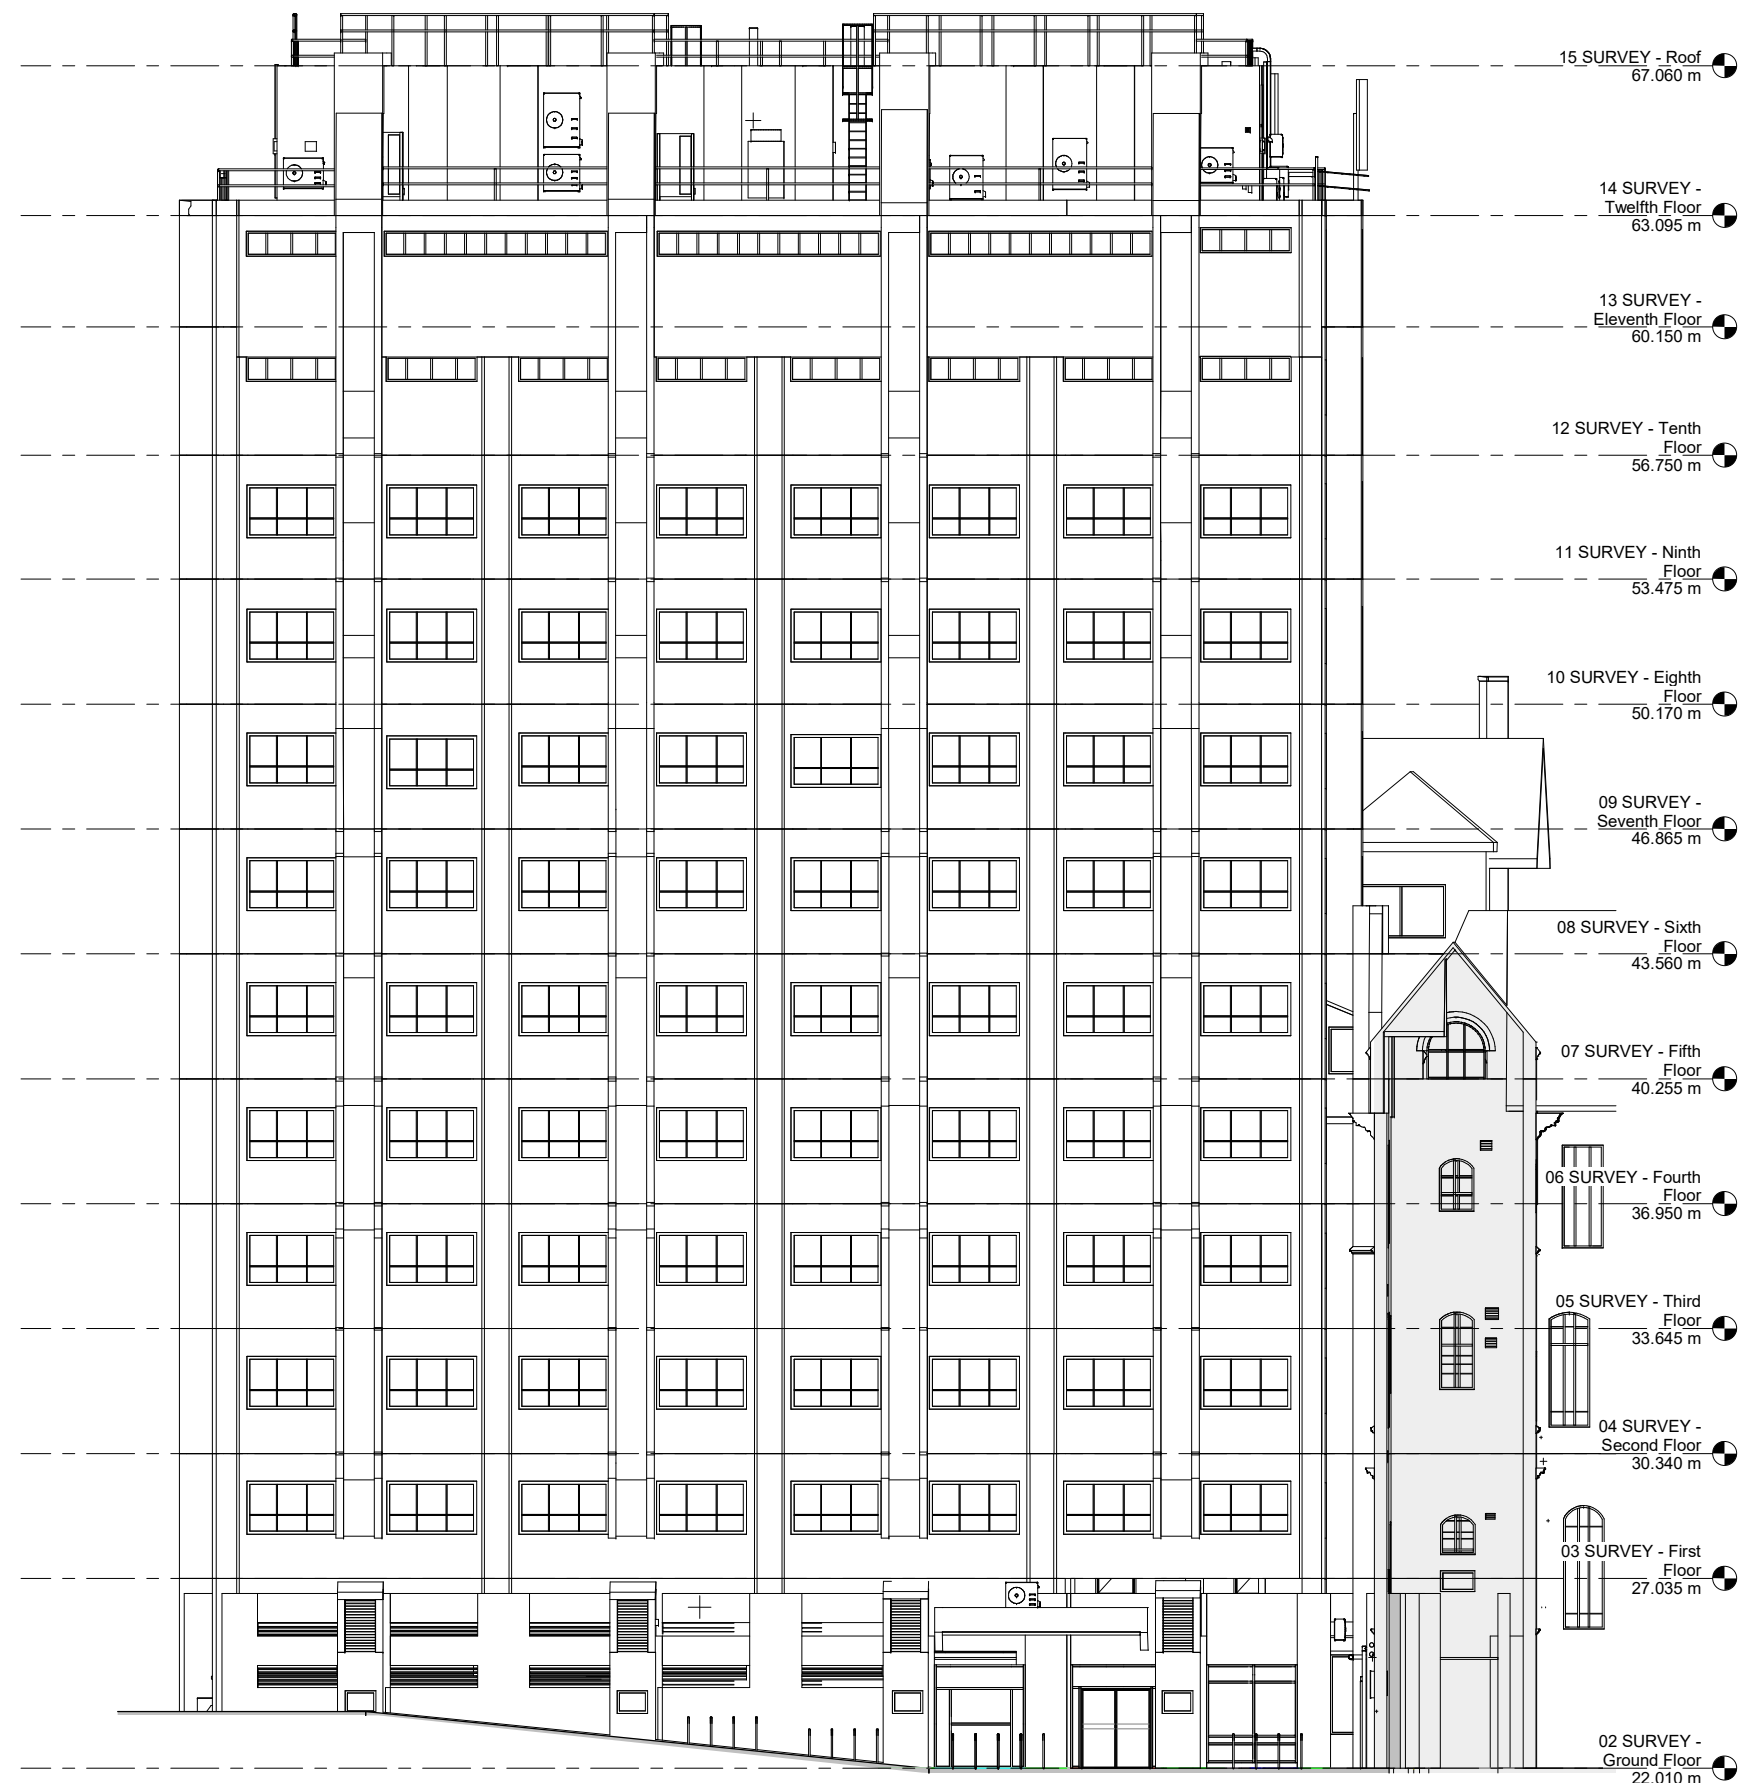 15 SURVEY - Roof
67.060 m
14 SURVEY -
Twelfth Floor
63.095 m
13 SURVEY -
Eleventh Floor
60.150 m
12 SURVEY - Tenth
Floor
56.750 m
11 SURVEY - Ninth
Floor
53.475 m
10 SURVEY - Eighth
Floor
50.170 m
09 SURVEY -
Seventh Floor
46.865 m
08 SURVEY - Sixth
Floor
43.560 m
07 SURVEY - Fifth
Floor
40.255 m
06 SURVEY - Fourth
Floor
36.950 m
05 SURVEY - Third
Floor
33.645 m
04 SURVEY -
Second Floor
30.340 m
03 SURVEY - First
Floor
27.035 m
02 SURVEY -
Ground Floor
22.010 m